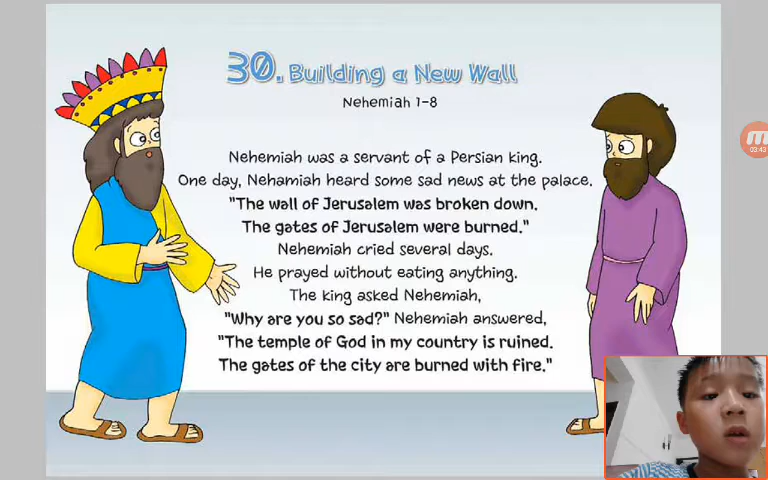 30. Building a New Wall
Nehemiah 1-8
Nehemiah was a servant of a Persian king.
One day, Nehamiah heard some sad news at the palace.
"The wall of Jerusalem was broken down.
The gates of Jerusalem were burned."
Nehemiah cried several days.
He prayed without eating anything.
The king asked Nehemiah,
"Why are you so sad?" Nehemiah answered,
"The temple of God in my country is ruined.
The gates of the city are burned with fire."
M
03:43